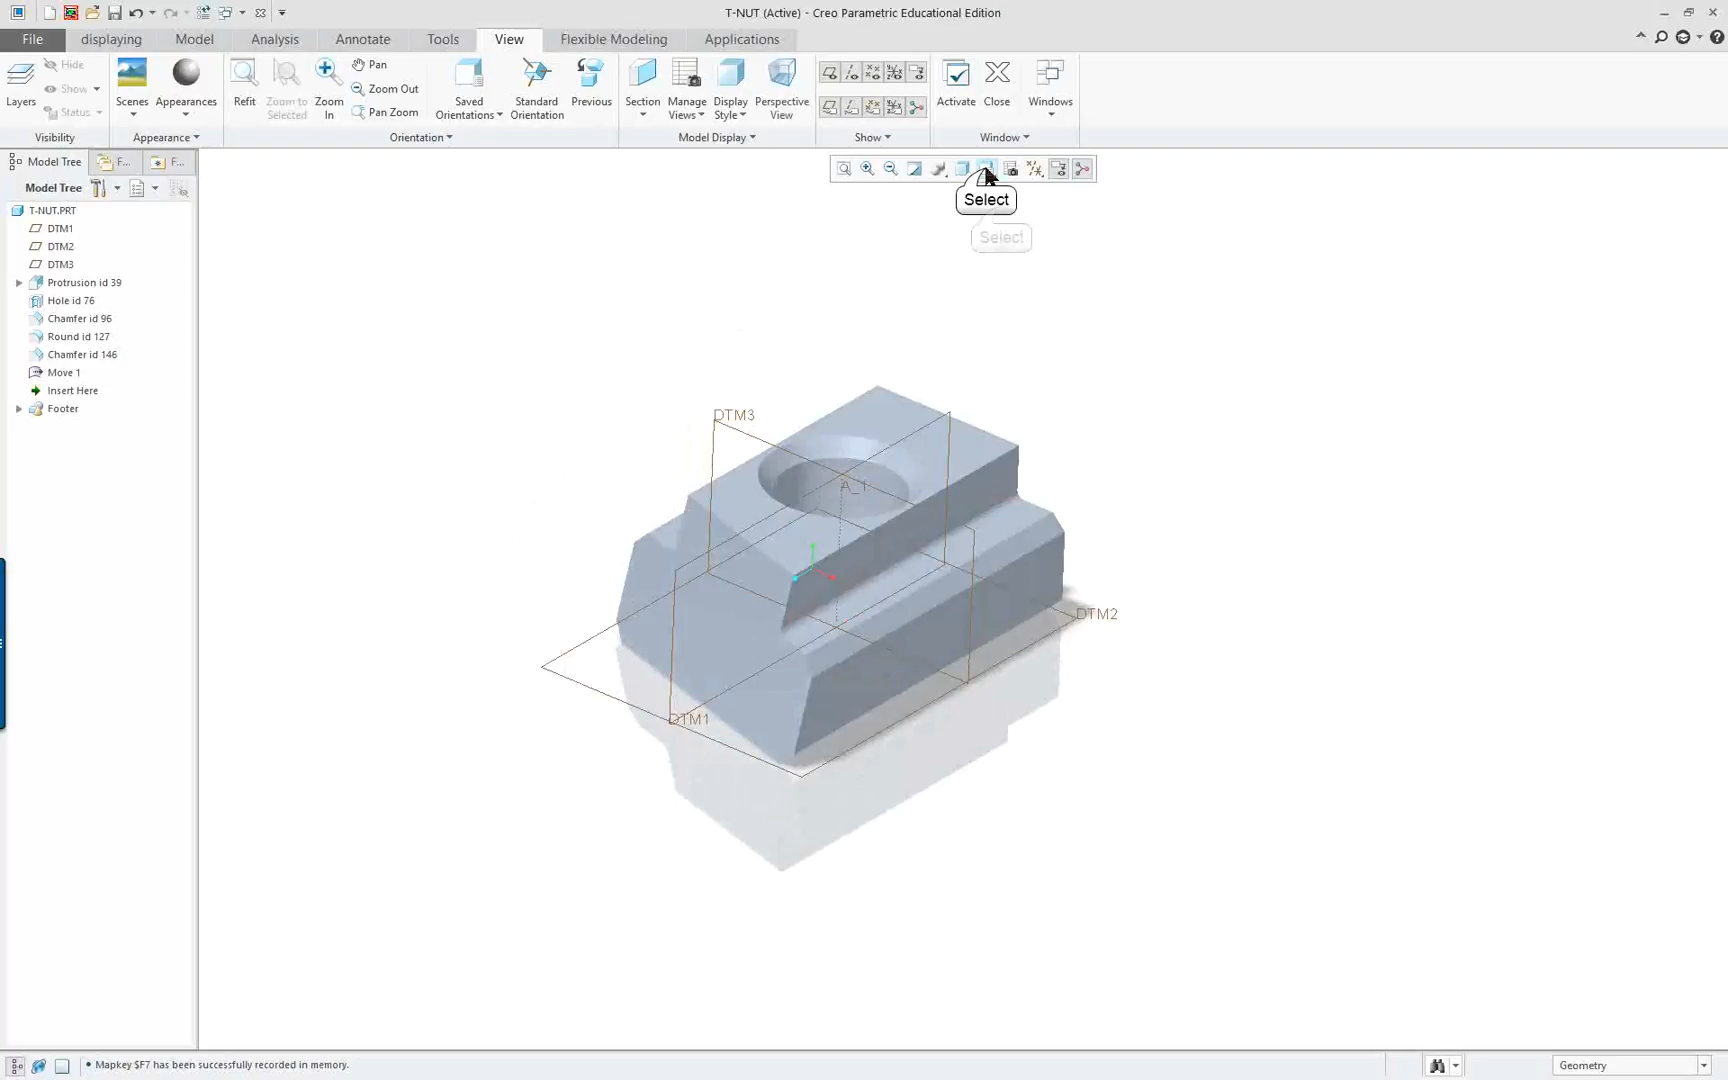 T-NUT (Active) - Creo Parametric Educational Edition
File displaying Model Analysis Annotate Tools View Flexible Modeling Applications
Layers
Hide
Show
Status
Visibility
Scenes
Appearances
Appearance
Refit
Zoom to Selected
Zoom In
Pan
Zoom Out
Pan Zoom
Saved Orientations
Standard Orientation
Previous
Orientation
Section
Manage Views
Display Style
Perspective View
Model Display
Show
Activate
Close
Windows
Window
Model Tree
F...
F...
Model Tree
Select
Select
T-NUT.PRT
DTM1
DTM2
DTM3
Protrusion id 39
Hole id 76
Chamfer id 96
Round id 127
Chamfer id 146
Move 1
Insert Here
Footer
DTM3
A_1
DTM2
DTM1
• Mapkey $F7 has been successfully recorded in memory.
Geometry